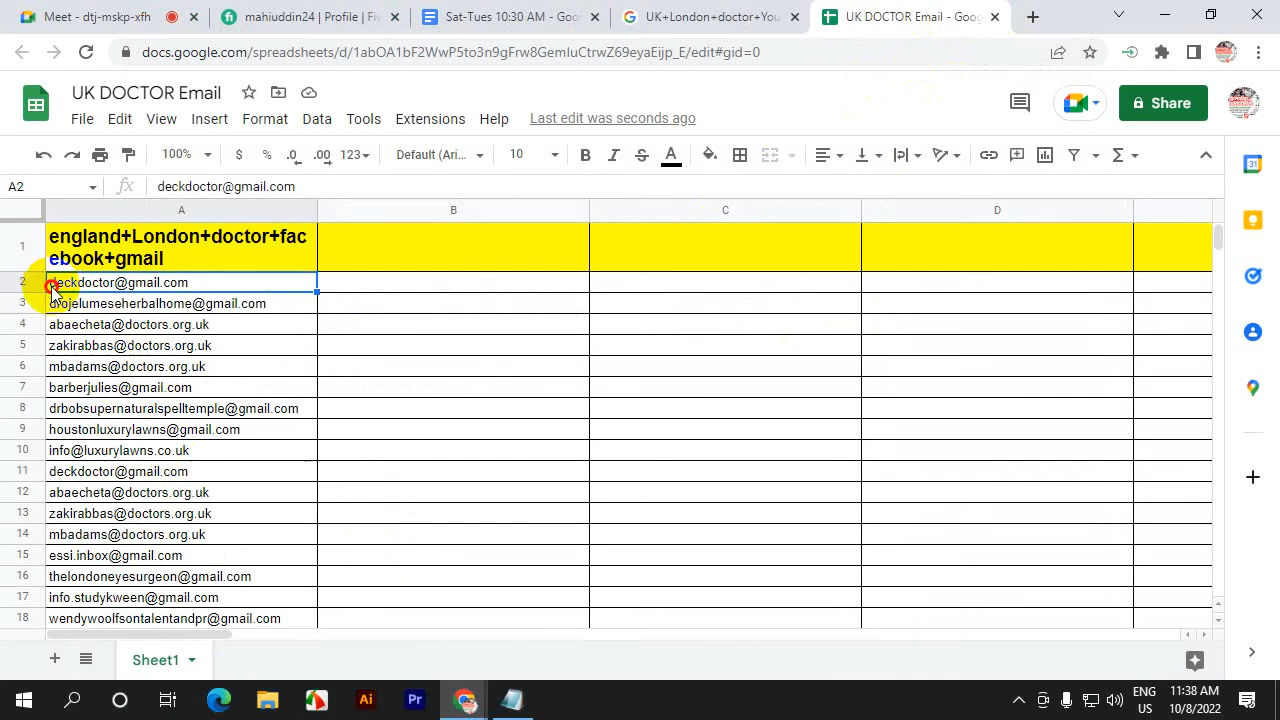 Meet - dtj-mskp-xfh
mahiuddin24 | Profile | Fiv
Sat-Tues 10:30 AM - Goo
UK+London+doctor+You
UK DOCTOR Email - Goog
docs.google.com/spreadsheets/d/1abOA1bF2WwP5to3n9gFrw8GemIuCtrwZ69eyaEijp_E/edit#gid=0
UK DOCTOR Email
File Edit View Insert Format Data Tools Extensions Help Last edit was seconds ago
Share
100% $ % .0 .00 123 Default (Ari... 10 B I S A
A2 fx deckdoctor@gmail.com
A B C D
1 england+London+doctor+fac
ebook+gmail
2 deckdoctor@gmail.com
3 drojelumeseherbalhome@gmail.com
4 abaecheta@doctors.org.uk
5 zakirabbas@doctors.org.uk
6 mbadams@doctors.org.uk
7 barberjulies@gmail.com
8 drbobsupernaturalspelltemple@gmail.com
9 houstonluxurylawns@gmail.com
10 info@luxurylawns.co.uk
11 deckdoctor@gmail.com
12 abaecheta@doctors.org.uk
13 zakirabbas@doctors.org.uk
14 mbadams@doctors.org.uk
15 essi.inbox@gmail.com
16 thelondoneyesurgeon@gmail.com
17 info.studykween@gmail.com
18 wendywoolfsontalentandpr@gmail.com
31
Sheet1
Ai Pr
ENG
US
11:38 AM
10/8/2022